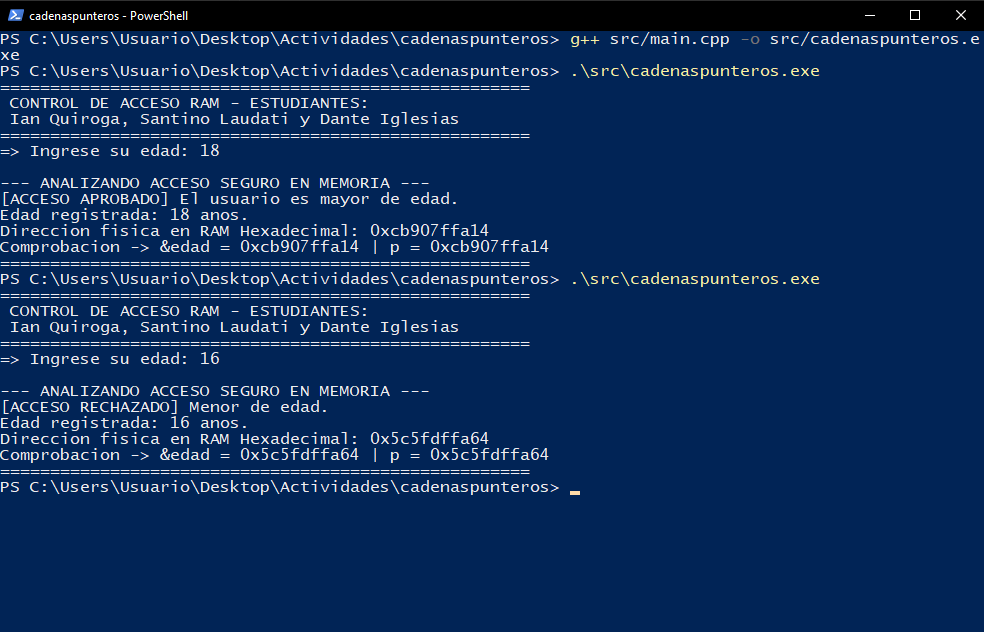 cadenaspunteros - PowerShell
PS C:\Users\Usuario\Desktop\Actividades\cadenaspunteros> g++ src/main.cpp -o src/cadenaspunteros.e
xe
PS C:\Users\Usuario\Desktop\Actividades\cadenaspunteros> .\src\cadenaspunteros.exe
=====================================================
 CONTROL DE ACCESO RAM - ESTUDIANTES:
 Ian Quiroga, Santino Laudati y Dante Iglesias
=====================================================
=> Ingrese su edad: 18

--- ANALIZANDO ACCESO SEGURO EN MEMORIA ---
[ACCESO APROBADO] El usuario es mayor de edad.
Edad registrada: 18 anos.
Direccion fisica en RAM Hexadecimal: 0xcb907ffa14
Comprobacion -> &edad = 0xcb907ffa14 | p = 0xcb907ffa14
=====================================================
PS C:\Users\Usuario\Desktop\Actividades\cadenaspunteros> .\src\cadenaspunteros.exe
=====================================================
 CONTROL DE ACCESO RAM - ESTUDIANTES:
 Ian Quiroga, Santino Laudati y Dante Iglesias
=====================================================
=> Ingrese su edad: 16

--- ANALIZANDO ACCESO SEGURO EN MEMORIA ---
[ACCESO RECHAZADO] Menor de edad.
Edad registrada: 16 anos.
Direccion fisica en RAM Hexadecimal: 0x5c5fdffa64
Comprobacion -> &edad = 0x5c5fdffa64 | p = 0x5c5fdffa64
=====================================================
PS C:\Users\Usuario\Desktop\Actividades\cadenaspunteros>